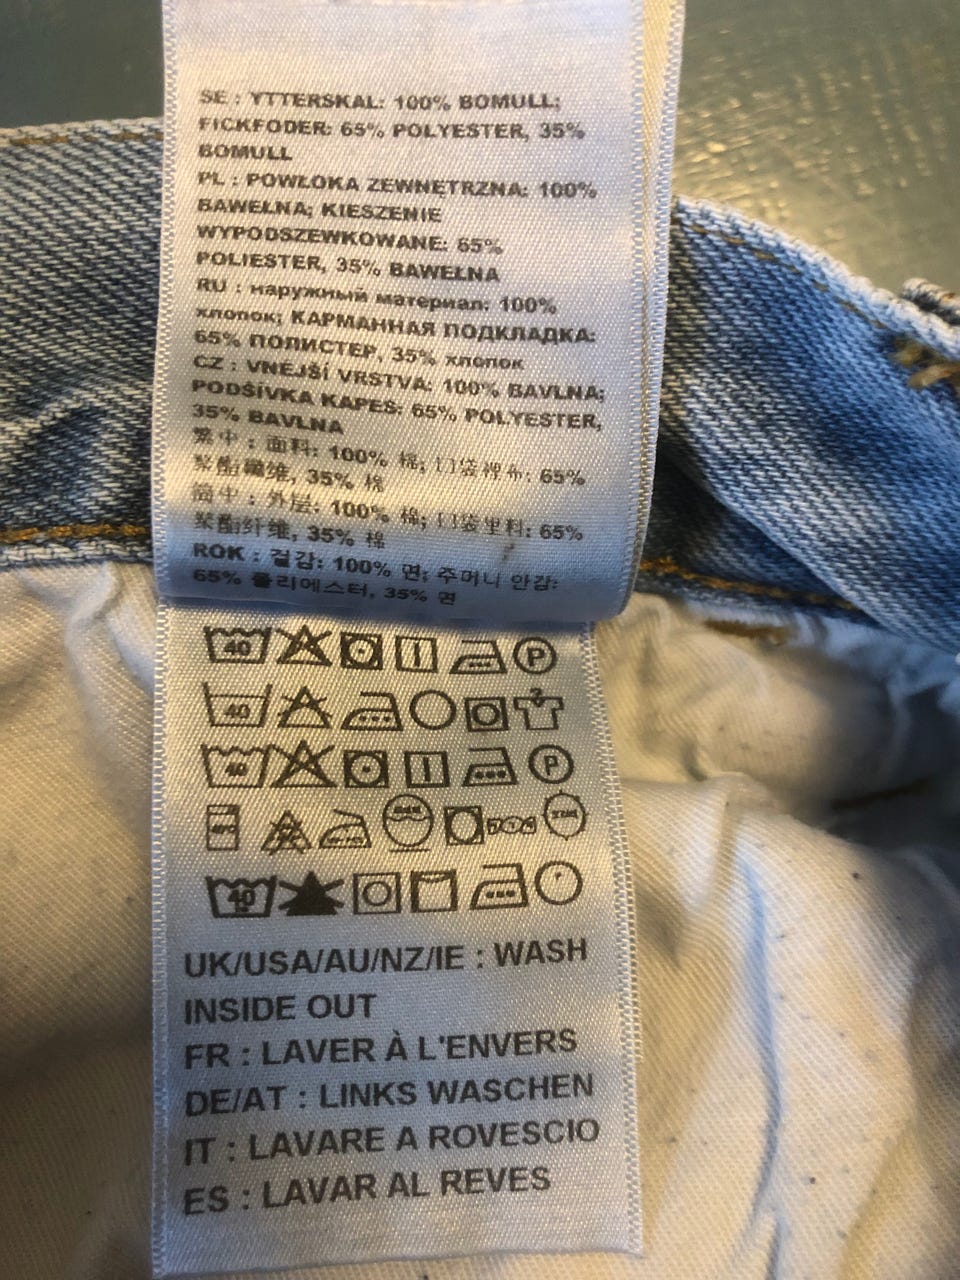 SE : YTTERSKAL: 100% BOMULL;
FICKFODER: 65% POLYESTER, 35%
BOMULL
PL : POWŁOKA ZEWNĘTRZNA: 100%
BAWEŁNA; KIESZENIE
WYPODSZEWKOWANE: 65%
POLIESTER, 35% BAWEŁNA
RU : наружный материал: 100%
хлопок; КАРМАННАЯ ПОДКЛАДКА:
65% ПОЛИСТЕР, 35% хлопок
CZ : VNĚJŠÍ VRSTVA: 100% BAVLNA;
PODŠÍVKA KAPES: 65% POLYESTER,
35% BAVLNA
繁中 : 面料: 100% 棉; 口袋裡布: 65%
聚酯纖維, 35% 棉
简中 : 外层: 100% 棉; 口袋里料: 65%
聚酯纤维, 35% 棉
ROK : 겉감: 100% 면; 주머니 안감:
65% 폴리에스터, 35% 면
40 P
40
40 P
40
UK/USA/AU/NZ/IE : WASH
INSIDE OUT
FR : LAVER À L'ENVERS
DE/AT : LINKS WASCHEN
IT : LAVARE A ROVESCIO
ES : LAVAR AL REVES